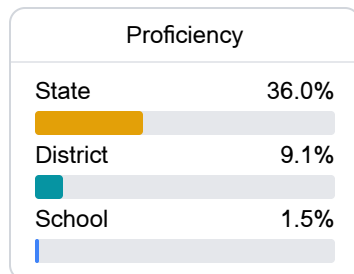 Proficiency
State 36.0%
District 9.1%
School 1.5%